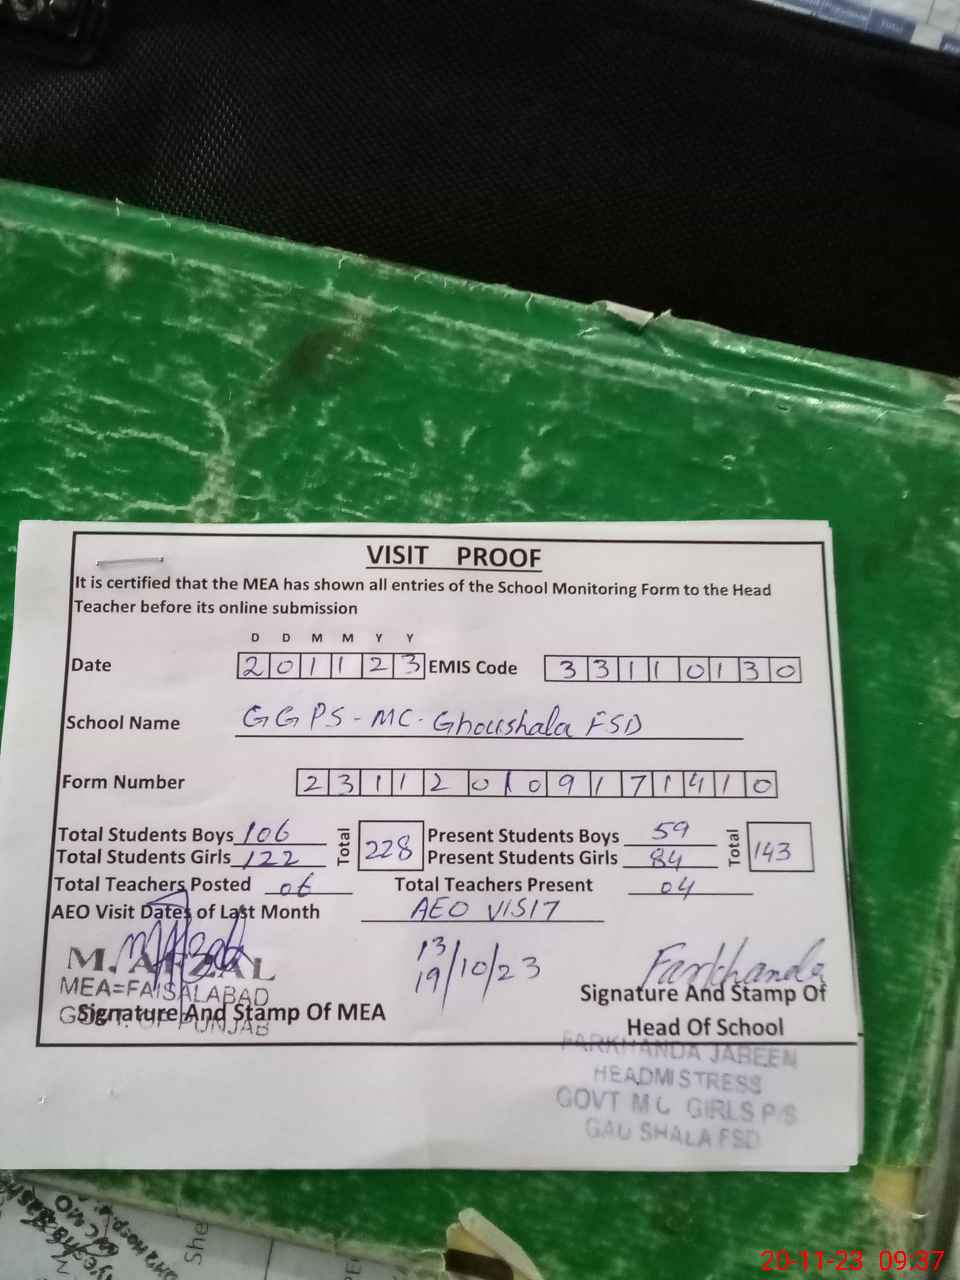 VISIT PROOF
It is certified that the MEA has shown all entries of the School Monitoring Form to the Head
Teacher before its online submission
D D M M Y Y
Date 2 0 1 1 2 3 EMIS Code 3 3 1 1 0 1 3 0
School Name GGPS-MC-Ghoushala FSD
Form Number 2 3 1 1 2 0 1 0 9 1 7 1 4 1 0
Total Students Boys 106 Total 228 Present Students Boys 59 Total 143
Total Students Girls 122 Present Students Girls 84
Total Teachers Posted 06 Total Teachers Present 04
AEO Visit Dates of Last Month AEO VISIT
13
19/10/23
Farkhanda
M. AFZAL
MEA=FAISALABAD
GOVT. OF PUNJAB
Signature And Stamp Of MEA
Signature And Stamp Of
Head Of School
FARKHANDA JABEEN
HEADMISTRESS
GOVT M C GIRLS P/S
GAU SHALA FSD
She
20-11-23 09:37